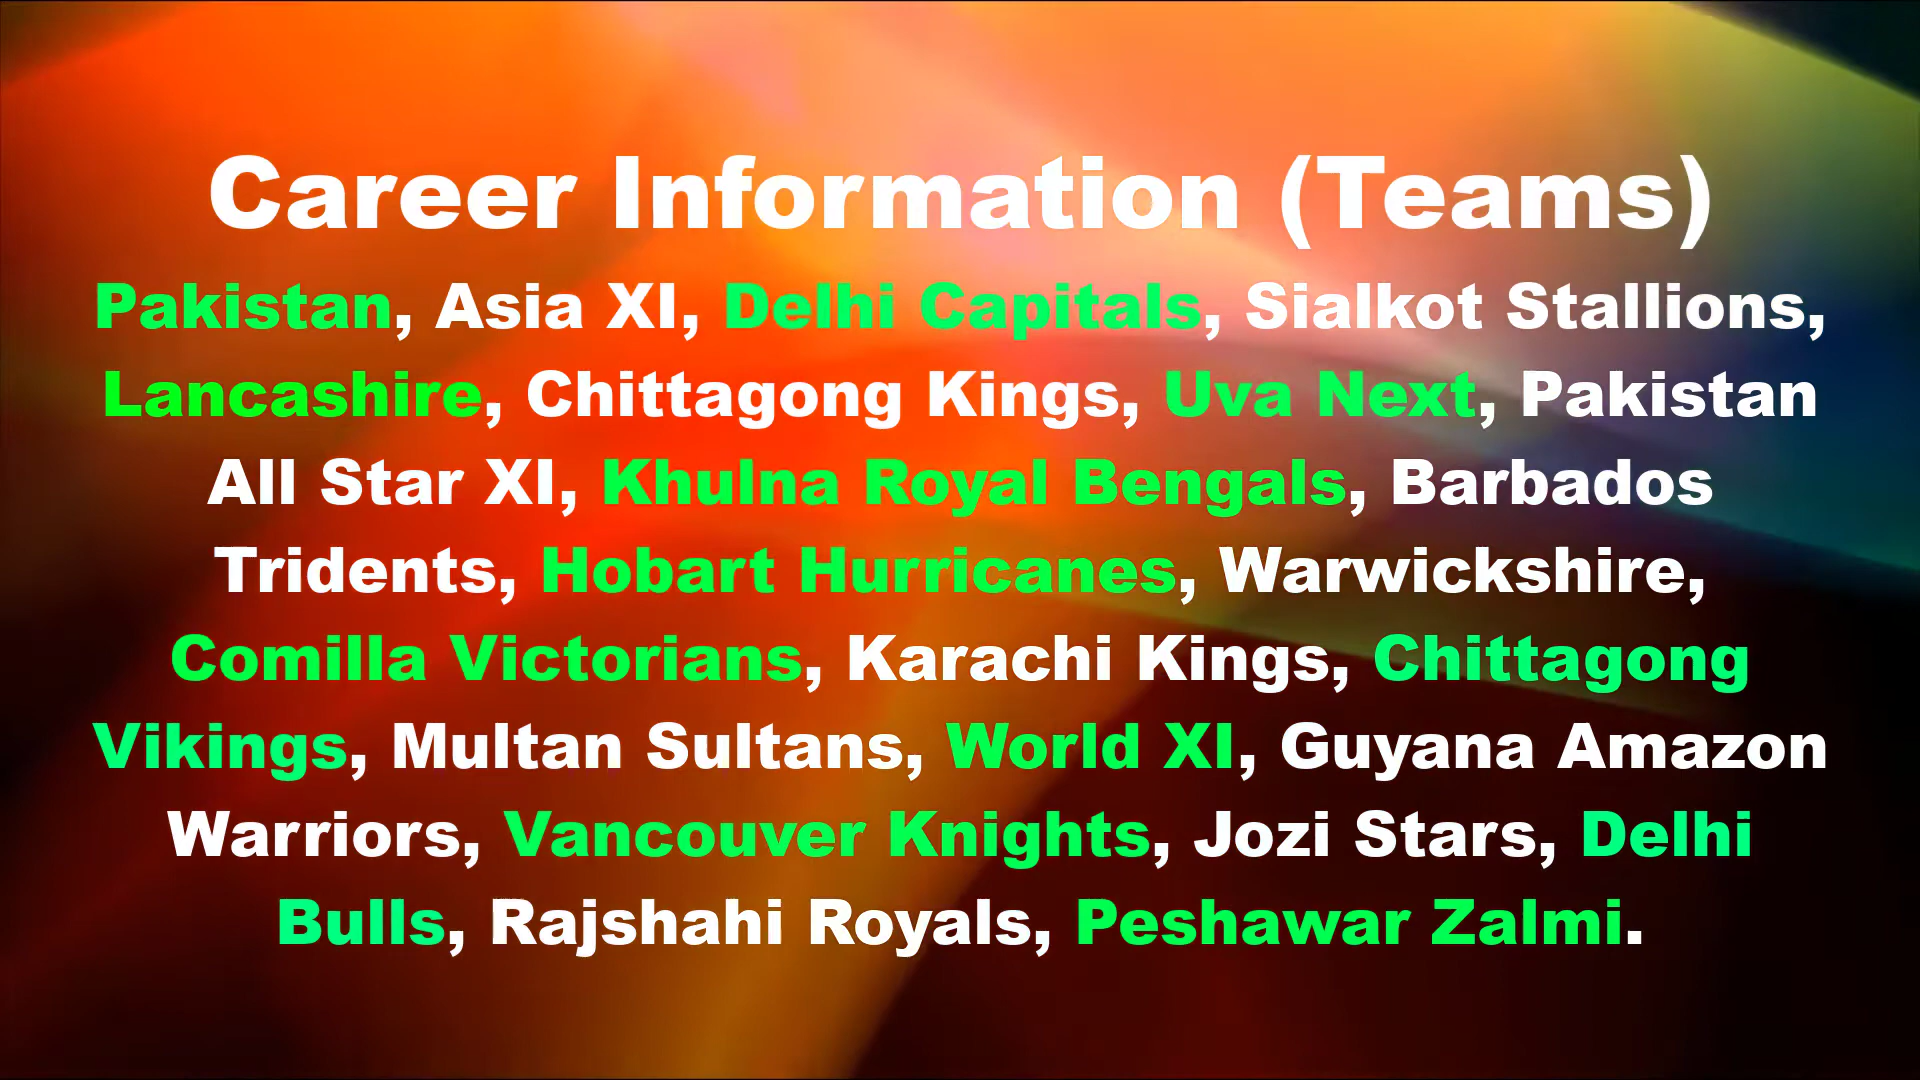 Career Information (Teams)
Pakistan, Asia XI, Delhi Capitals, Sialkot Stallions,
Lancashire, Chittagong Kings, Uva Next, Pakistan
All Star XI, Khulna Royal Bengals, Barbados
Tridents, Hobart Hurricanes, Warwickshire,
Comilla Victorians, Karachi Kings, Chittagong
Vikings, Multan Sultans, World XI, Guyana Amazon
Warriors, Vancouver Knights, Jozi Stars, Delhi
Bulls, Rajshahi Royals, Peshawar Zalmi.